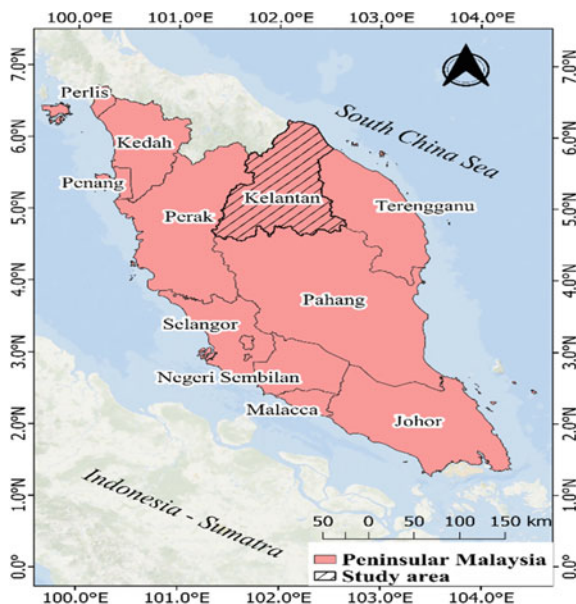 100.0°E 101.0°E 102.0°E 103.0°E 104.0°E
7.0°N
6.0°N
5.0°N
4.0°N
3.0°N
2.0°N
1.0°N
0.0°
Perlis
Kedah
Penang
Perak
Kelantan
Terengganu
South China Sea
Pahang
Selangor
Negeri Sembilan
Malacca
Johor
Indonesia - Sumatra
7.0°N
6.0°N
5.0°N
4.0°N
3.0°N
2.0°N
1.0°N
0.0°
50 0 50 100 150 km
Peninsular Malaysia
Study area
100.0°E 101.0°E 102.0°E 103.0°E 104.0°E